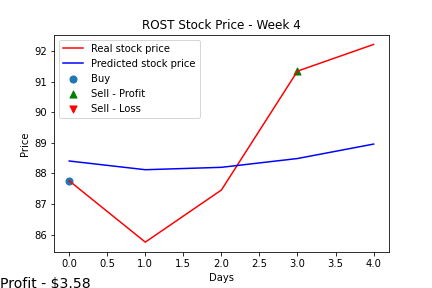 ROST Stock Price - Week 4
Real stock price
Predicted stock price
Buy
Sell - Profit
Sell - Loss
Price
92
91
90
89
88
87
86
0.0 0.5 1.0 1.5 2.0 2.5 3.0 3.5 4.0
Days
Profit - $3.58